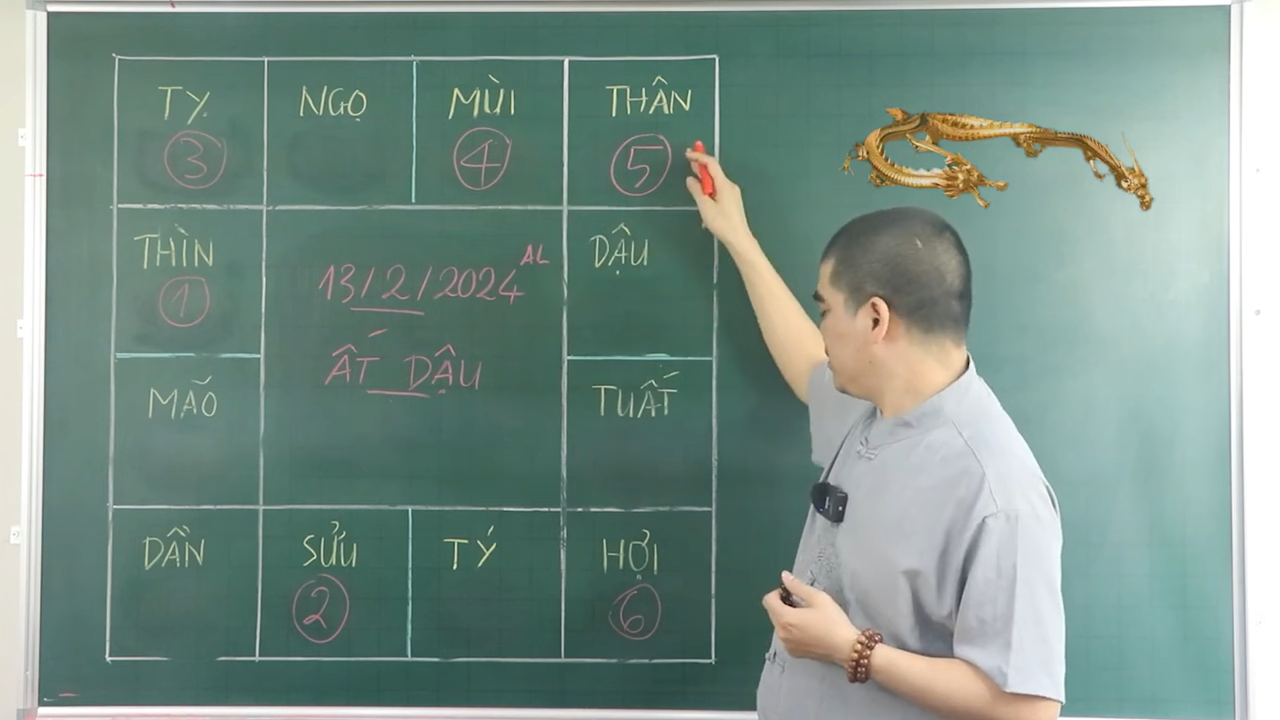 TỴ NGỌ MÙI THÂN
3 4 5
THÌN DẬU
1
13/2/2024 AL
ẤT DẬU
MÃO TUẤT
DẦN SỬU TÝ HỢI
2 6